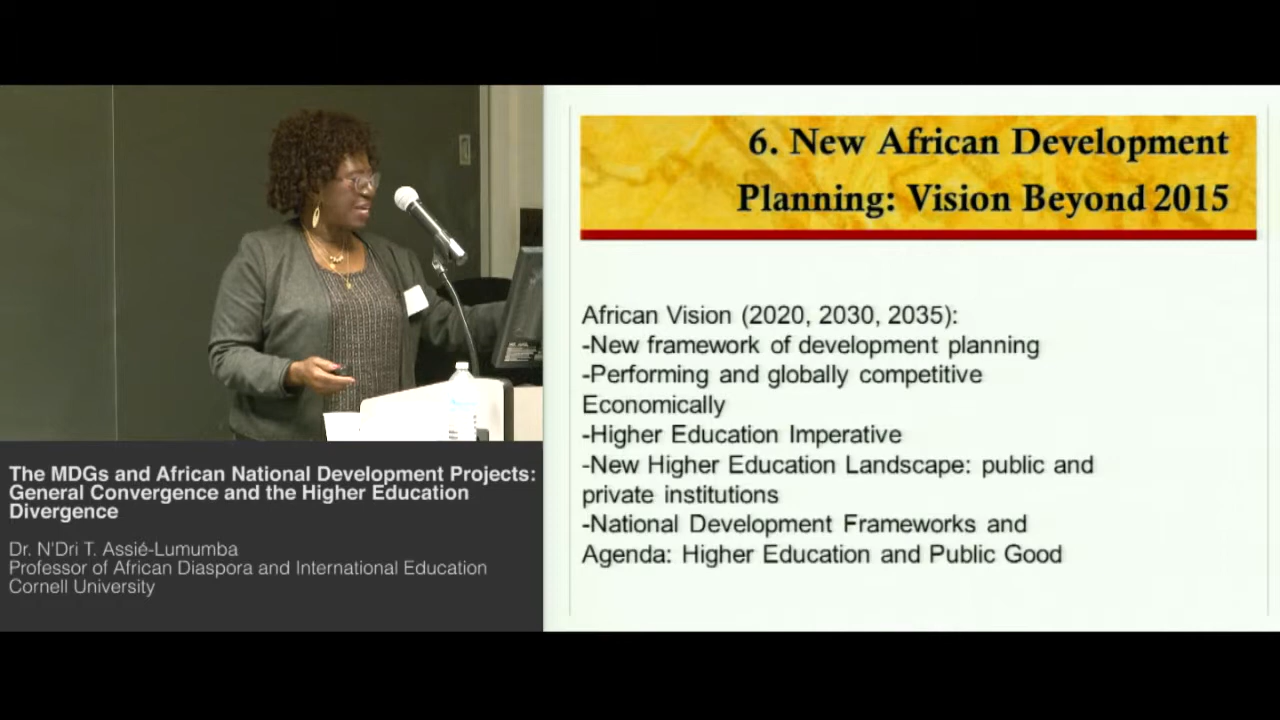 6. New African Development
Planning: Vision Beyond 2015
African Vision (2020, 2030, 2035):
-New framework of development planning
-Performing and globally competitive
Economically
-Higher Education Imperative
-New Higher Education Landscape: public and
private institutions
-National Development Frameworks and
Agenda: Higher Education and Public Good
The MDGs and African National Development Projects:
General Convergence and the Higher Education
Divergence
Dr. N'Dri T. Assié-Lumumba
Professor of African Diaspora and International Education
Cornell University